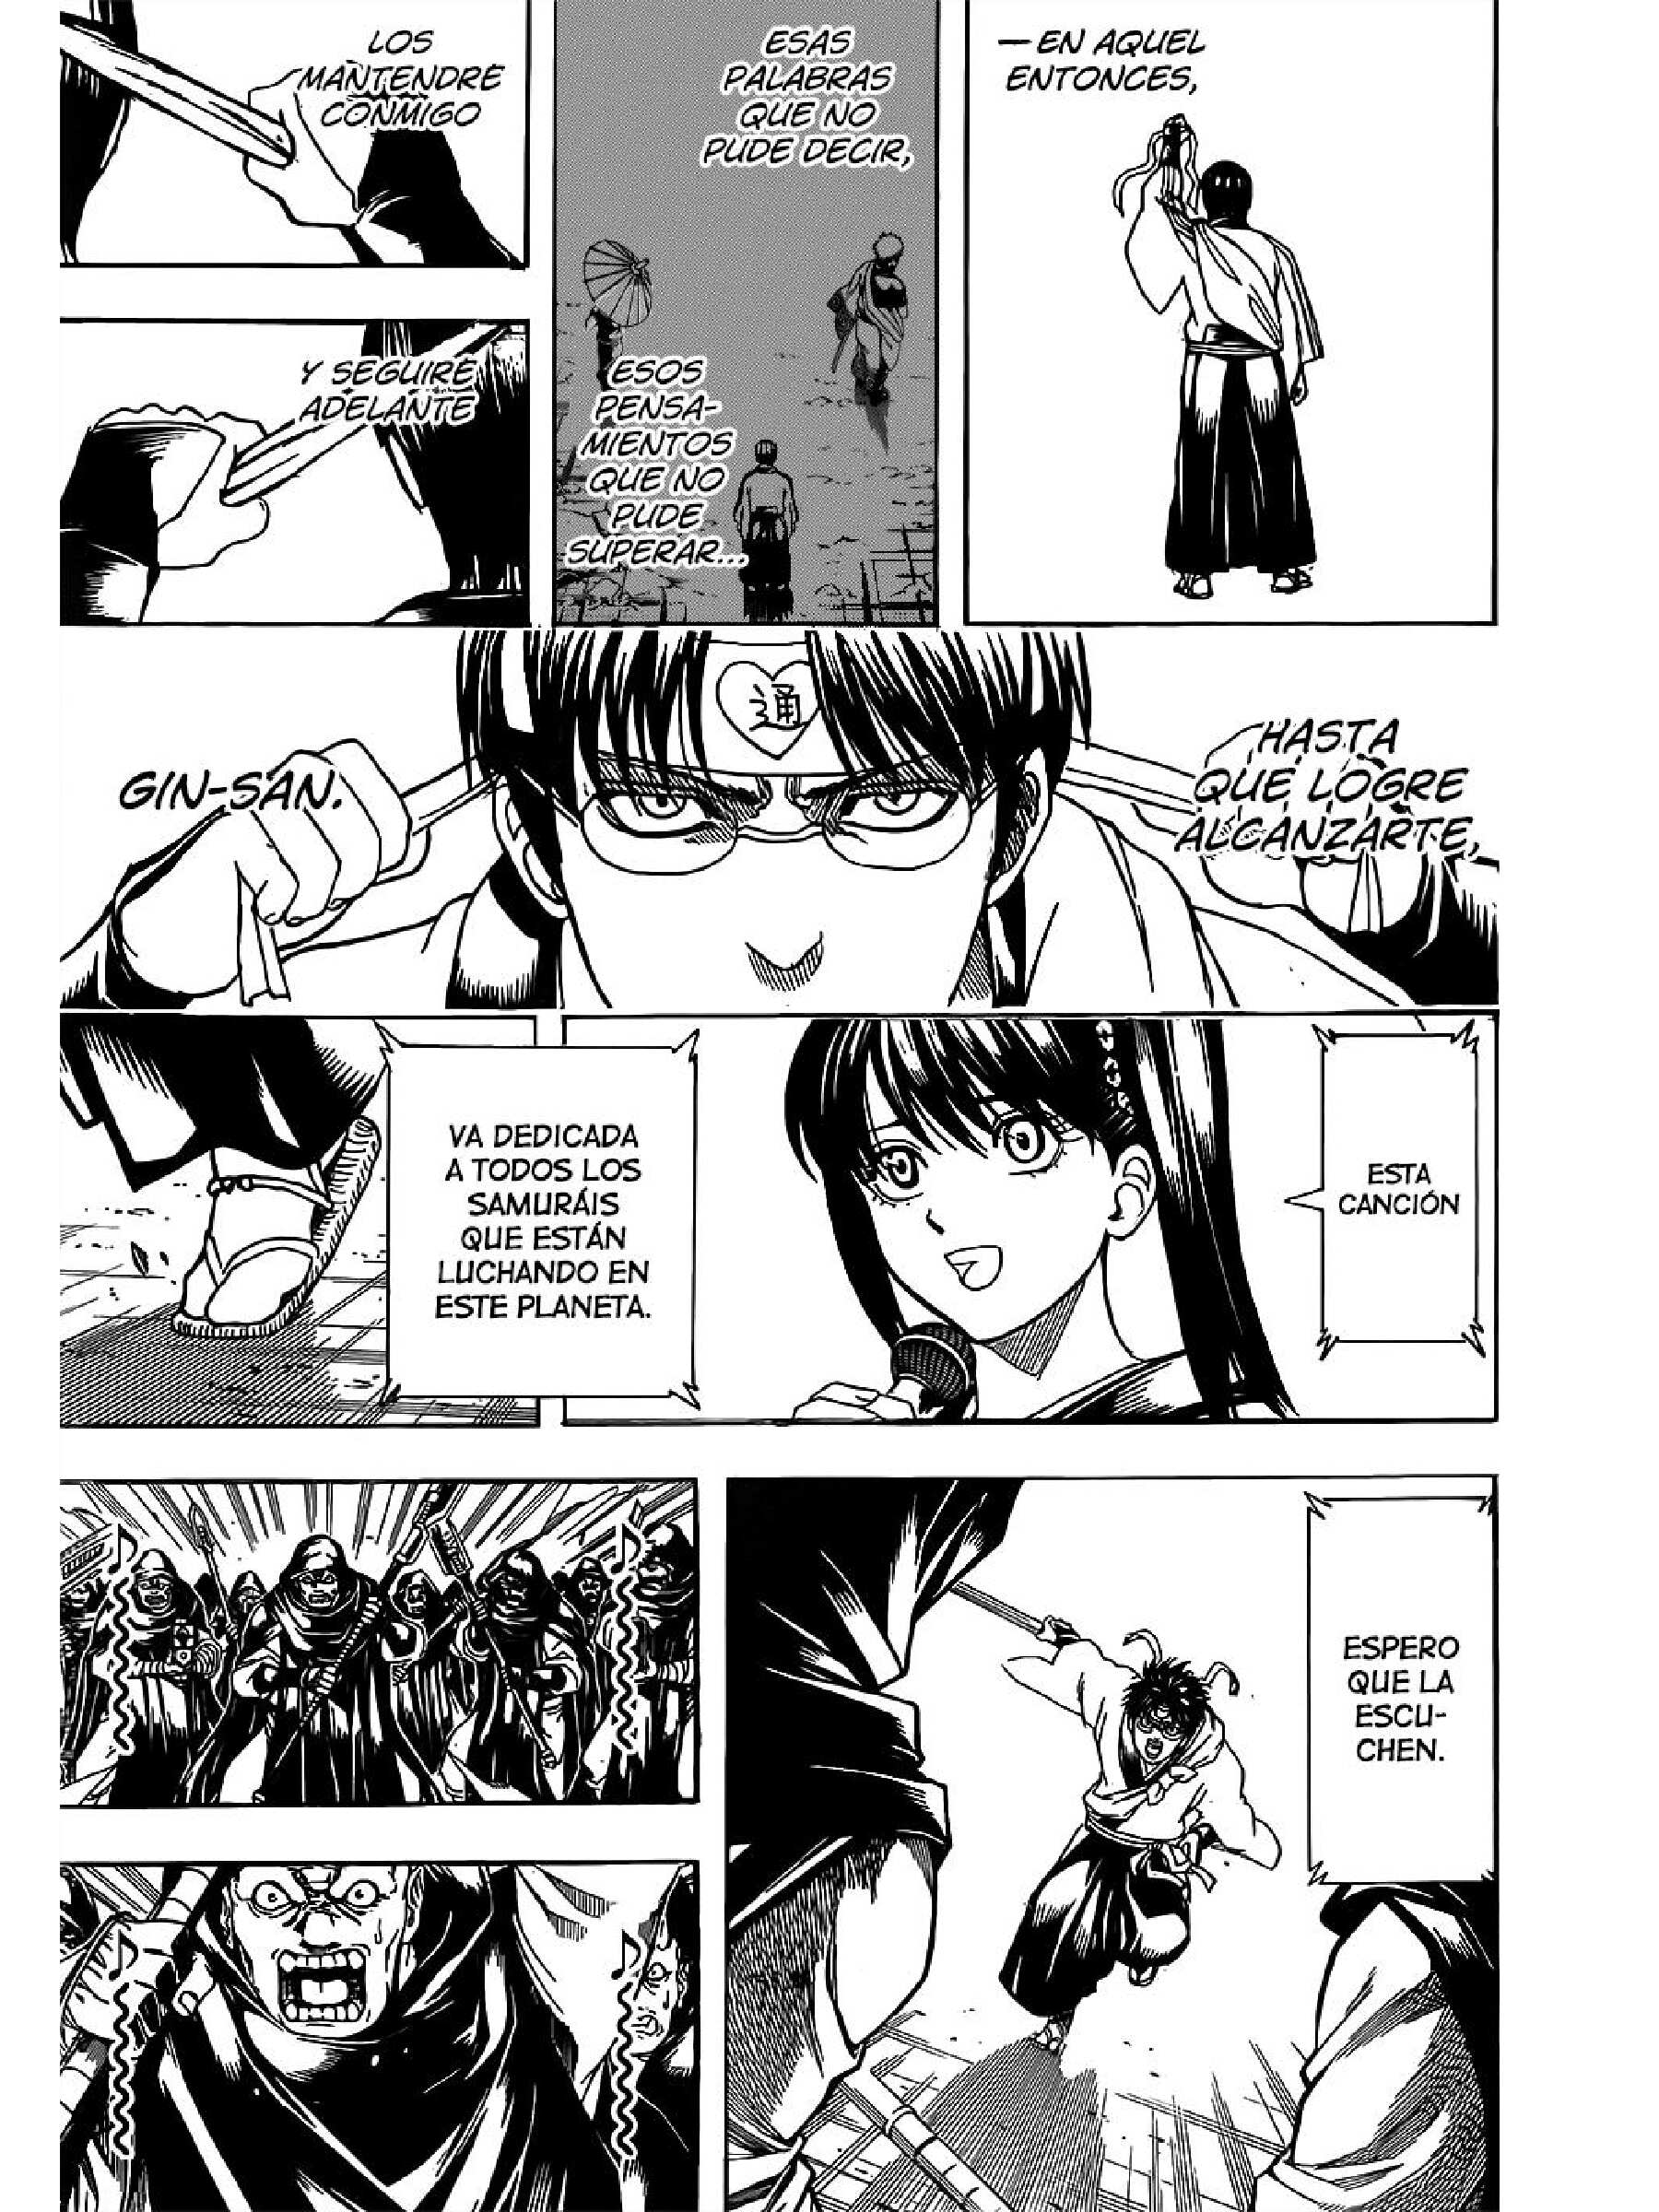 —EN AQUEL
ENTONCES,
ESAS
PALABRAS
QUE NO
PUDE DECIR,
ESOS
PENSA-
MIENTOS
QUE NO
PUDE
SUPERAR...
LOS
MANTENDRÉ
CONMIGO
Y SEGUIRÉ
ADELANTE
HASTA
QUE LOGRE
ALCANZARTE,
通
GIN-SAN.
ESTA
CANCIÓN
VA DEDICADA
A TODOS LOS
SAMURÁIS
QUE ESTÁN
LUCHANDO EN
ESTE PLANETA.
ESPERO
QUE LA
ESCU-
CHEN.